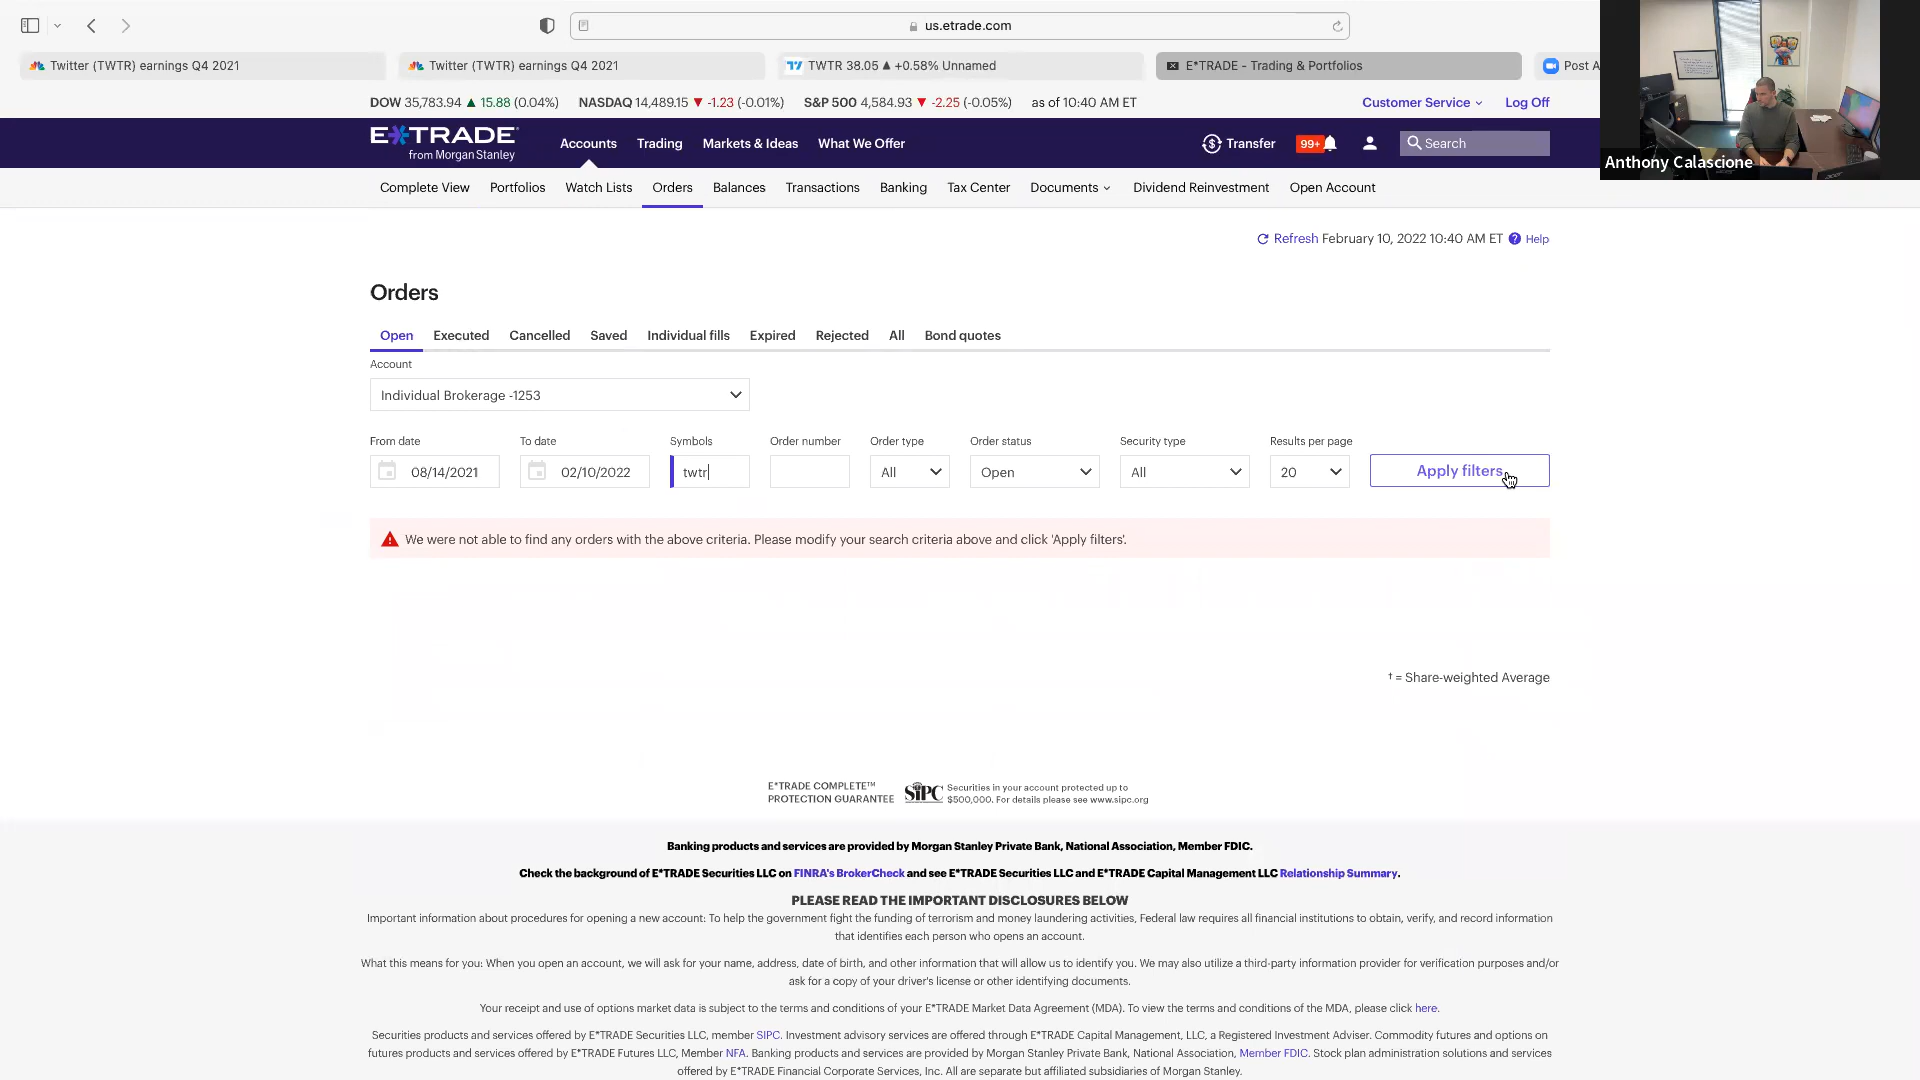 us.etrade.com
Twitter (TWTR) earnings Q4 2021
Twitter (TWTR) earnings Q4 2021
TWTR 38.05 ▲ +0.58% Unnamed
E*TRADE - Trading & Portfolios
Post A
DOW 35,783.94 ▲ 15.88 (0.04%) NASDAQ 14,489.15 ▼ -1.23 (-0.01%) S&P 500 4,584.93 ▼ -2.25 (-0.05%) as of 10:40 AM ET
Customer Service
Log Off
E*TRADE
from Morgan Stanley
Accounts Trading Markets & Ideas What We Offer
Transfer
99+
Search
Anthony Calascione
Complete View Portfolios Watch Lists Orders Balances Transactions Banking Tax Center Documents Dividend Reinvestment Open Account
Refresh February 10, 2022 10:40 AM ET ? Help
Orders
Open Executed Cancelled Saved Individual fills Expired Rejected All Bond quotes
Account
Individual Brokerage -1253
From date To date Symbols Order number Order type Order status Security type Results per page
08/14/2021 02/10/2022 twtr All Open All 20 Apply filters
We were not able to find any orders with the above criteria. Please modify your search criteria above and click 'Apply filters'.
† = Share-weighted Average
E*TRADE COMPLETE™
PROTECTION GUARANTEE
SIPC
Securities in your account protected up to
$500,000. For details please see www.sipc.org
Banking products and services are provided by Morgan Stanley Private Bank, National Association, Member FDIC.
Check the background of E*TRADE Securities LLC on FINRA's BrokerCheck and see E*TRADE Securities LLC and E*TRADE Capital Management LLC Relationship Summary.
PLEASE READ THE IMPORTANT DISCLOSURES BELOW
Important information about procedures for opening a new account: To help the government fight the funding of terrorism and money laundering activities, Federal law requires all financial institutions to obtain, verify, and record information
that identifies each person who opens an account.
What this means for you: When you open an account, we will ask for your name, address, date of birth, and other information that will allow us to identify you. We may also utilize a third-party information provider for verification purposes and/or
ask for a copy of your driver's license or other identifying documents.
Your receipt and use of options market data is subject to the terms and conditions of your E*TRADE Market Data Agreement (MDA). To view the terms and conditions of the MDA, please click here.
Securities products and services offered by E*TRADE Securities LLC, member SIPC. Investment advisory services are offered through E*TRADE Capital Management, LLC, a Registered Investment Adviser. Commodity futures and options on
futures products and services offered by E*TRADE Futures LLC, Member NFA. Banking products and services are provided by Morgan Stanley Private Bank, National Association, Member FDIC. Stock plan administration solutions and services
offered by E*TRADE Financial Corporate Services, Inc. All are separate but affiliated subsidiaries of Morgan Stanley.